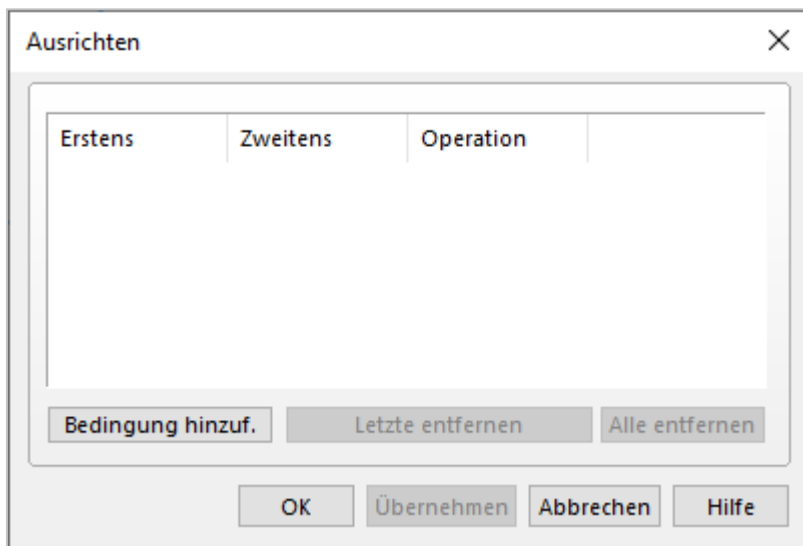 Ausrichten
Erstens Zweitens Operation
Bedingung hinzuf. Letzte entfernen Alle entfernen
OK Übernehmen Abbrechen Hilfe